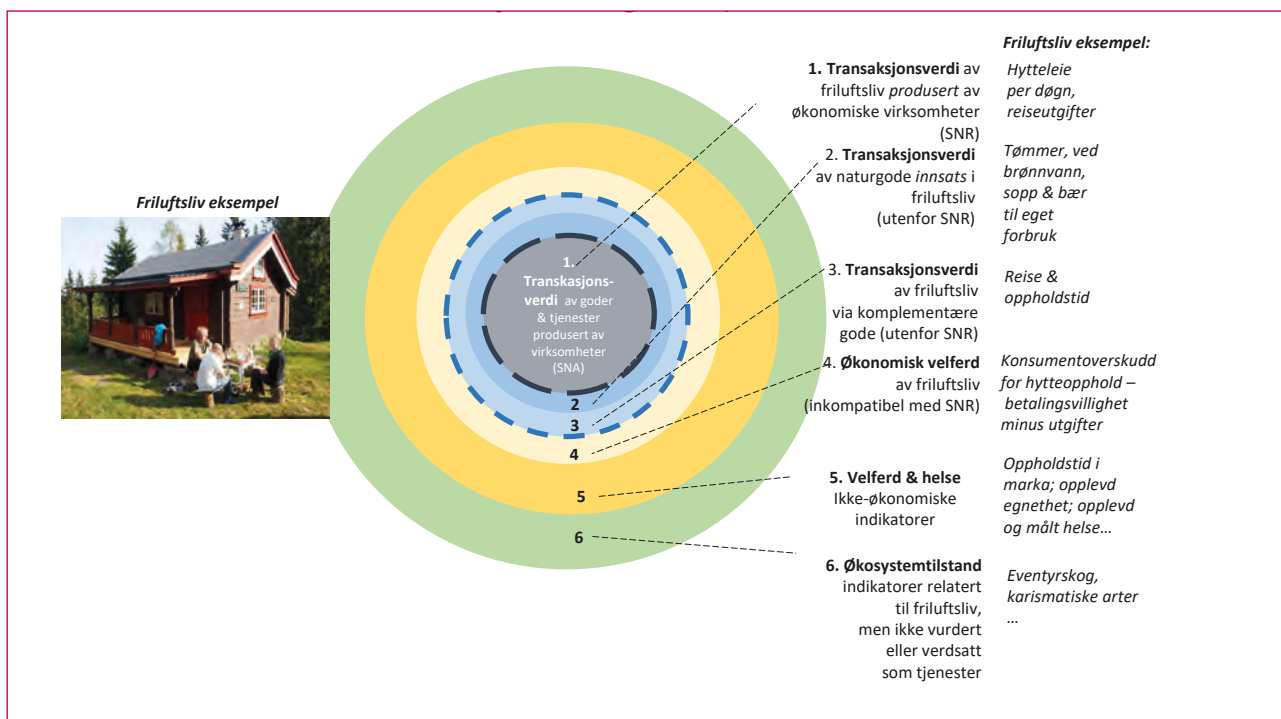 Friluftsliv eksempel
1.
Transkasjons-
verdi av goder
& tjenester
produsert av
virksomheter
(SNA)
2
3
4
5
6
1. Transaksjonsverdi av
friluftsliv produsert av
økonomiske virksomheter
(SNR)
2. Transaksjonsverdi
av naturgode innsats i
friluftsliv
(utenfor SNR)
3. Transaksjonsverdi
av friluftsliv
via komplementære
gode (utenfor SNR)
4. Økonomisk velferd
av friluftsliv
(inkompatibel med SNR)
5. Velferd & helse
Ikke-økonomiske
indikatorer
6. Økosystemtilstand
indikatorer relatert
til friluftsliv,
men ikke vurdert
eller verdsatt
som tjenester
Friluftsliv eksempel:
Hytteleie
per døgn,
reiseutgifter
Tømmer, ved
brønnvann,
sopp & bær
til eget
forbruk
Reise &
oppholdstid
Konsumentoverskudd
for hytteopphold –
betalingsvillighet
minus utgifter
Oppholdstid i
marka; opplevd
egnethet; opplevd
og målt helse…
Eventyrskog,
karismatiske arter
…